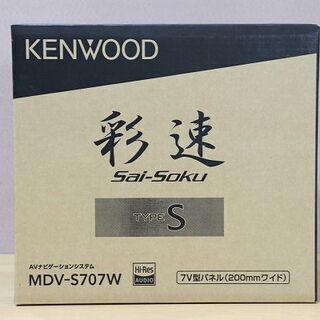 KENWOOD
彩速
Sai-Soku
TYPE S
AVナビゲーションシステム
MDV-S707W
Hi-Res
AUDIO
7V型パネル(200mmワイド)